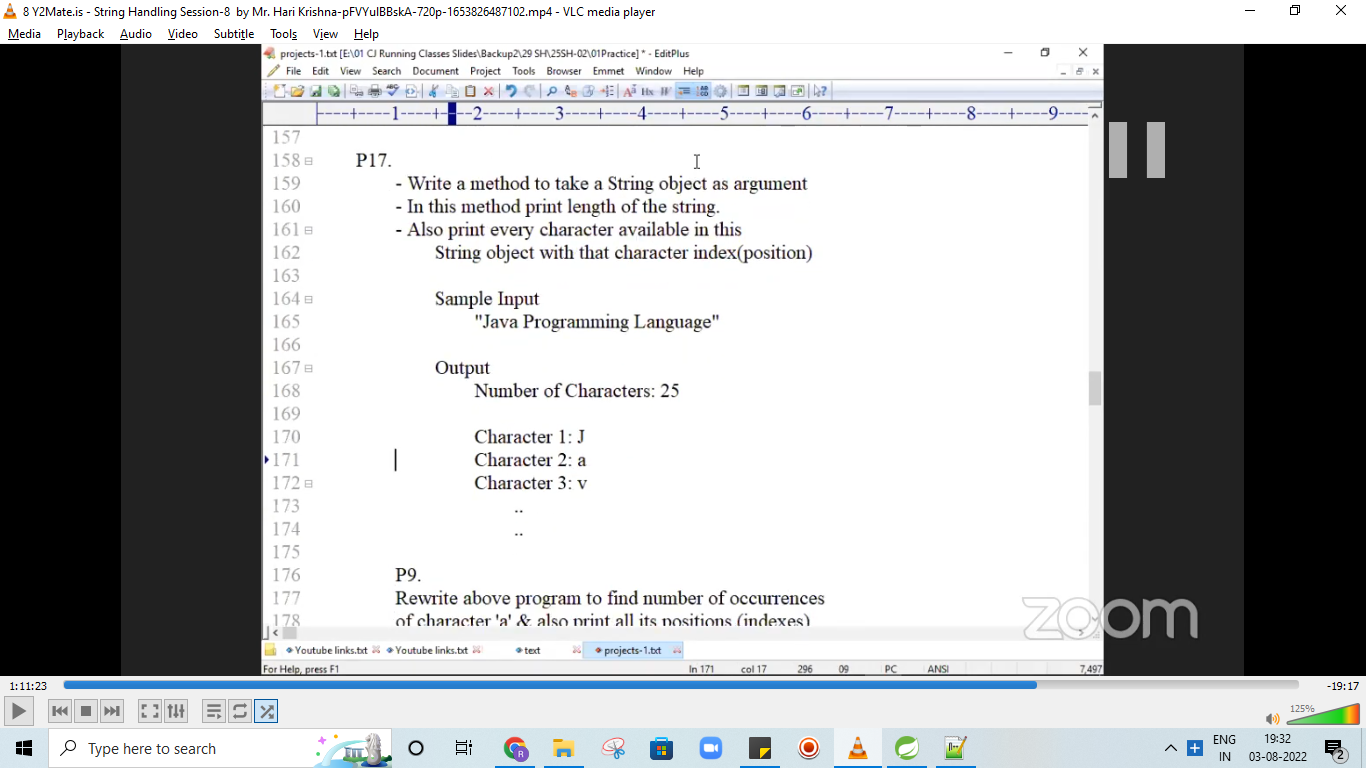 8 Y2Mate.is - String Handling Session-8  by Mr. Hari Krishna-pFVYuIBBskA-720p-1653826487102.mp4 - VLC media player
Media Playback Audio Video Subtitle Tools View Help
projects-1.txt [E:\01 CJ Running Classes Slides\Backup2\29 SH\25SH-02\01Practice] * - EditPlus
File Edit View Search Document Project Tools Browser Emmet Window Help
----+----1----+----2----+----3----+----4----+----5----+----6----+----7----+----8----+----9----
157
158 P17.
159 - Write a method to take a String object as argument
160 - In this method print length of the string.
161 - Also print every character available in this
162 String object with that character index(position)
163
164 Sample Input
165 "Java Programming Language"
166
167 Output
168 Number of Characters: 25
169
170 Character 1: J
171 Character 2: a
172 Character 3: v
173 ..
174 ..
175
176 P9.
177 Rewrite above program to find number of occurrences
178 of character 'a' & also print all its positions (indexes)
zoom
Youtube links.txt Youtube links.txt text projects-1.txt
For Help, press F1 ln 171 col 17 296 09 PC ANSI 7,497
1:11:23 -19:17
125%
Type here to search
R
ENG
IN
19:32
03-08-2022
2